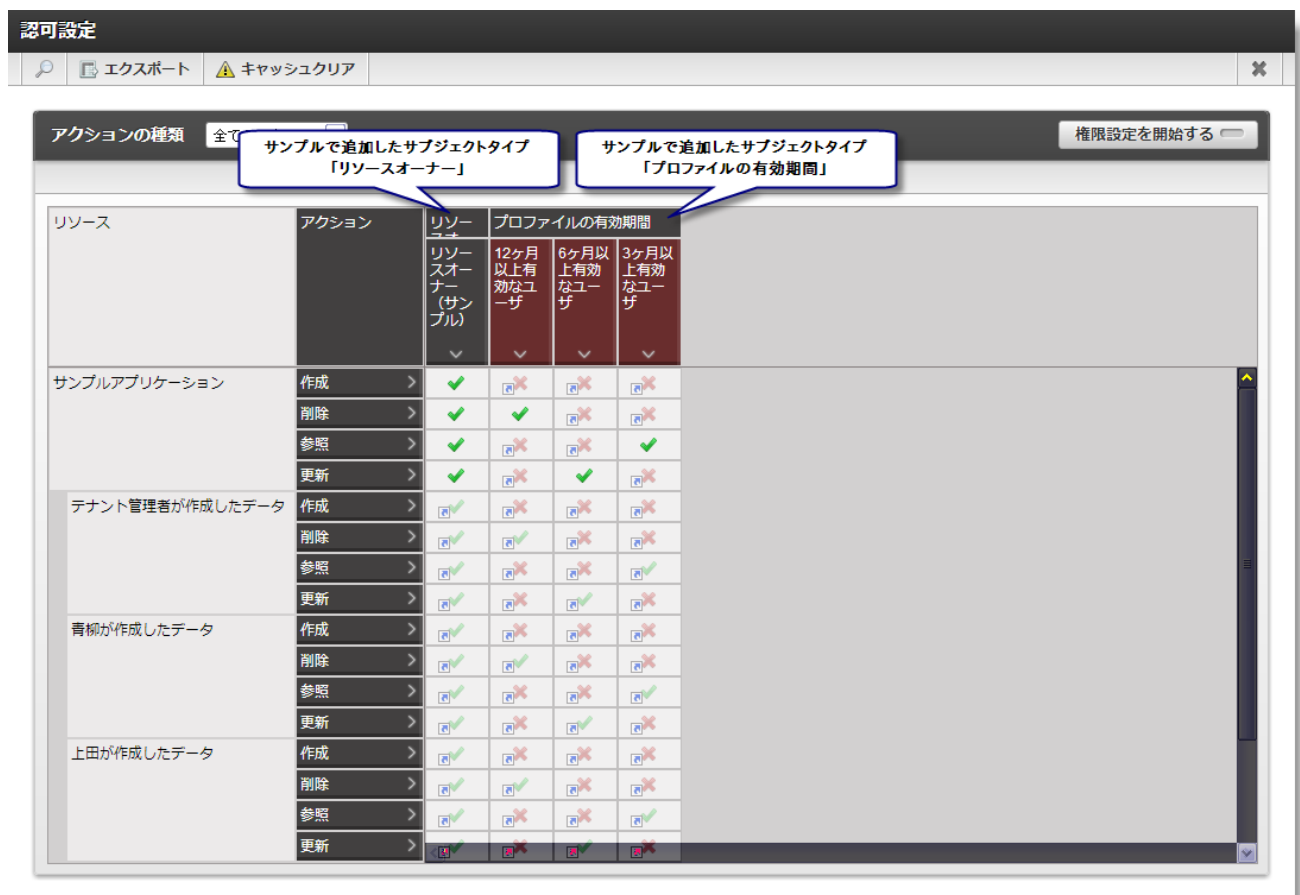 認可設定
エクスポート
キャッシュクリア
アクションの種類
全て
権限設定を開始する
サンプルで追加したサブジェクトタイプ
「リソースオーナー」
サンプルで追加したサブジェクトタイプ
「プロファイルの有効期間」
リソース
アクション
リソー
スオー
プロファイルの有効期間
リソー
スオー
ナー
(サン
プル)
12ヶ月
以上有
効なユ
ーザ
6ヶ月以
上有効
なユー
ザ
3ヶ月以
上有効
なユー
ザ
サンプルアプリケーション
作成
削除
参照
更新
テナント管理者が作成したデータ
作成
削除
参照
更新
青柳が作成したデータ
作成
削除
参照
更新
上田が作成したデータ
作成
削除
参照
更新